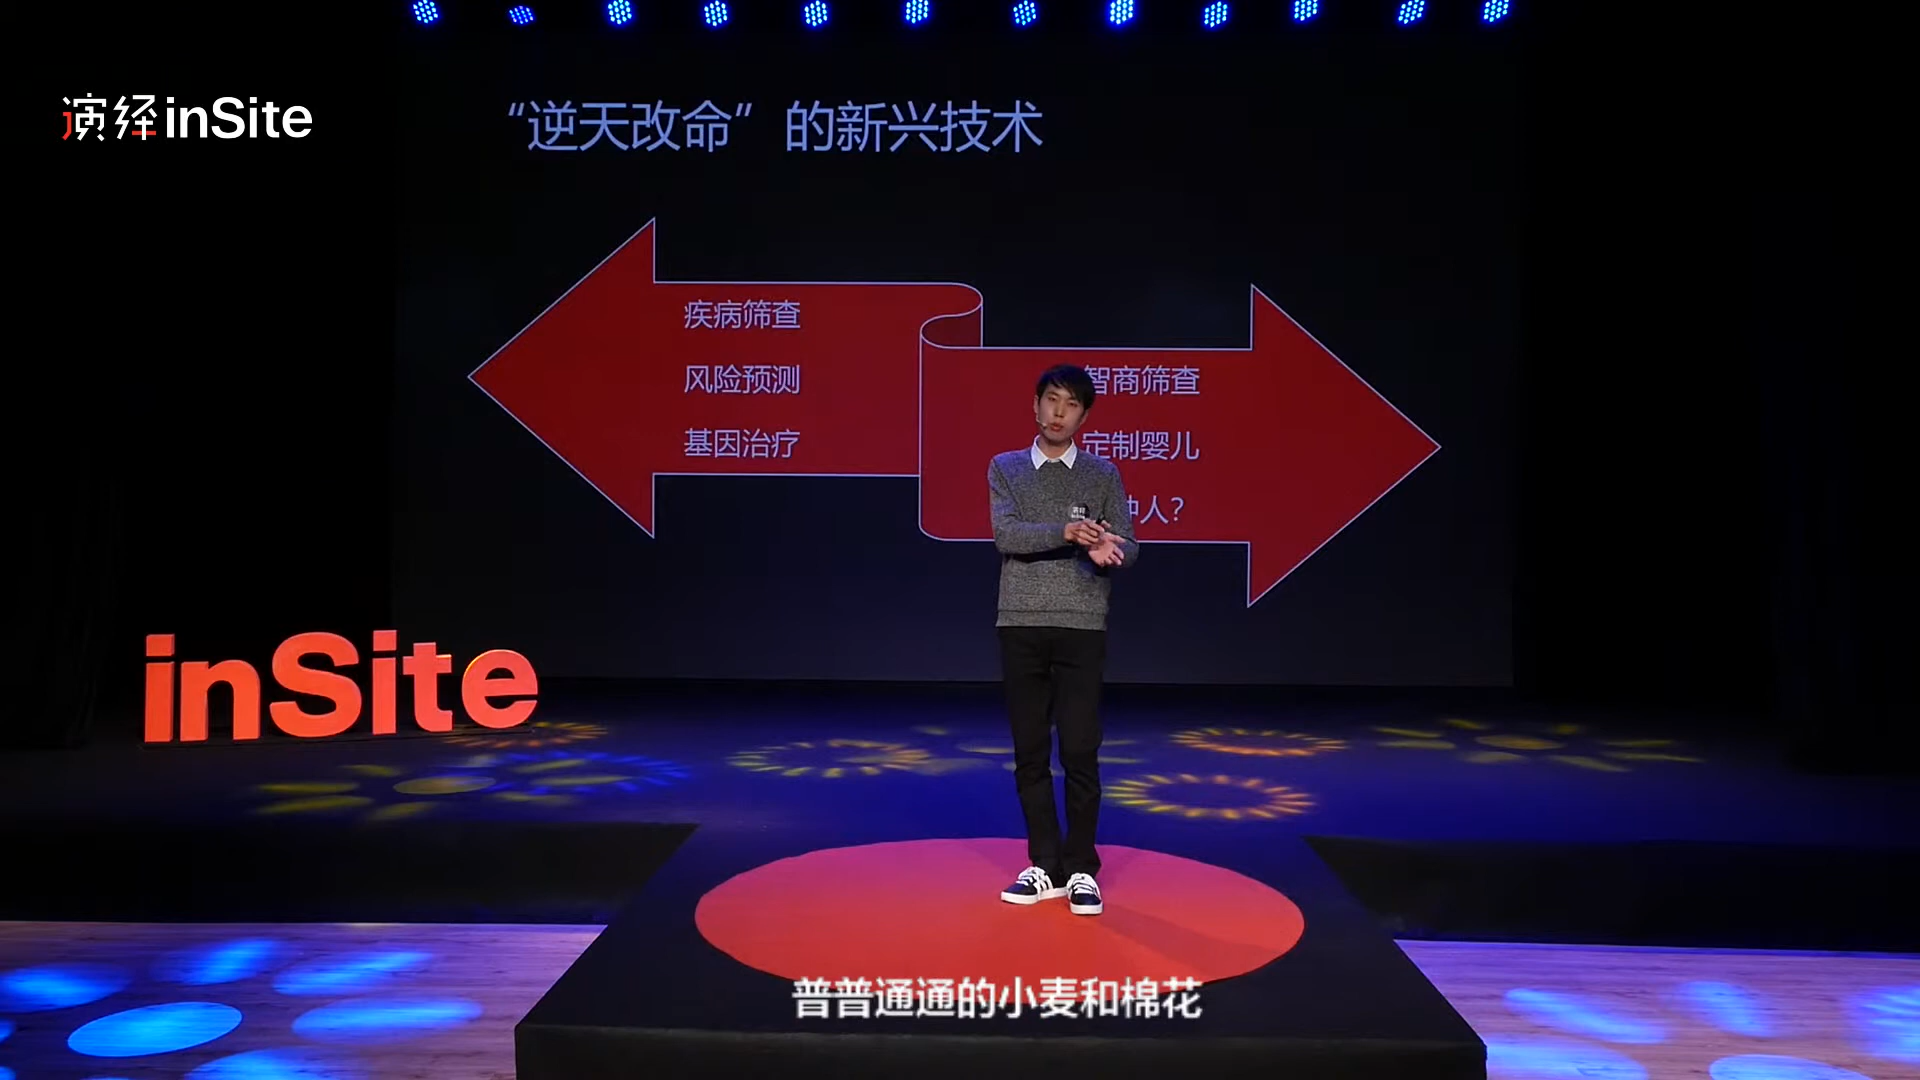 演绎inSite
“逆天改命”的新兴技术
疾病筛查
风险预测
基因治疗
智商筛查
定制婴儿
种人?
inSite
普普通通的小麦和棉花